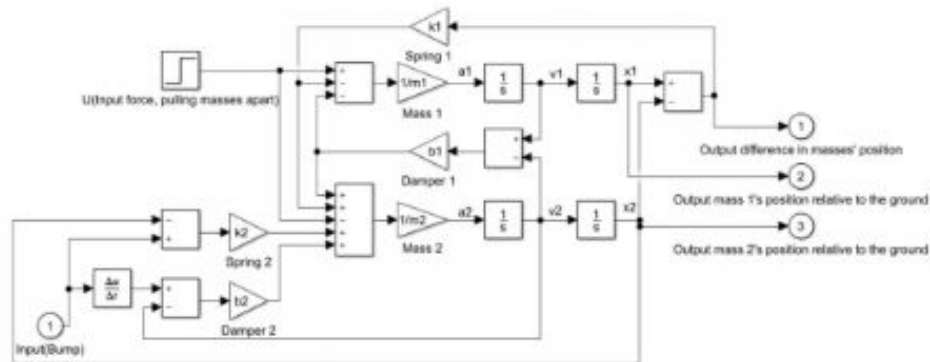 k1
Spring 1
U(Input force, pulling masses apart)
+
-
-
1/m1
Mass 1
a1
1
s
v1
1
s
x1
+
-
1
Output difference in masses' position
b1
Damper 1
+
-
2
Output mass 1's position relative to the ground
+
+
-
+
+
1/m2
Mass 2
a2
1
s
v2
1
s
x2
3
Output mass 2's position relative to the ground
-
+
k2
Spring 2
Δu
Δt
+
-
b2
Damper 2
1
Input(Bump)